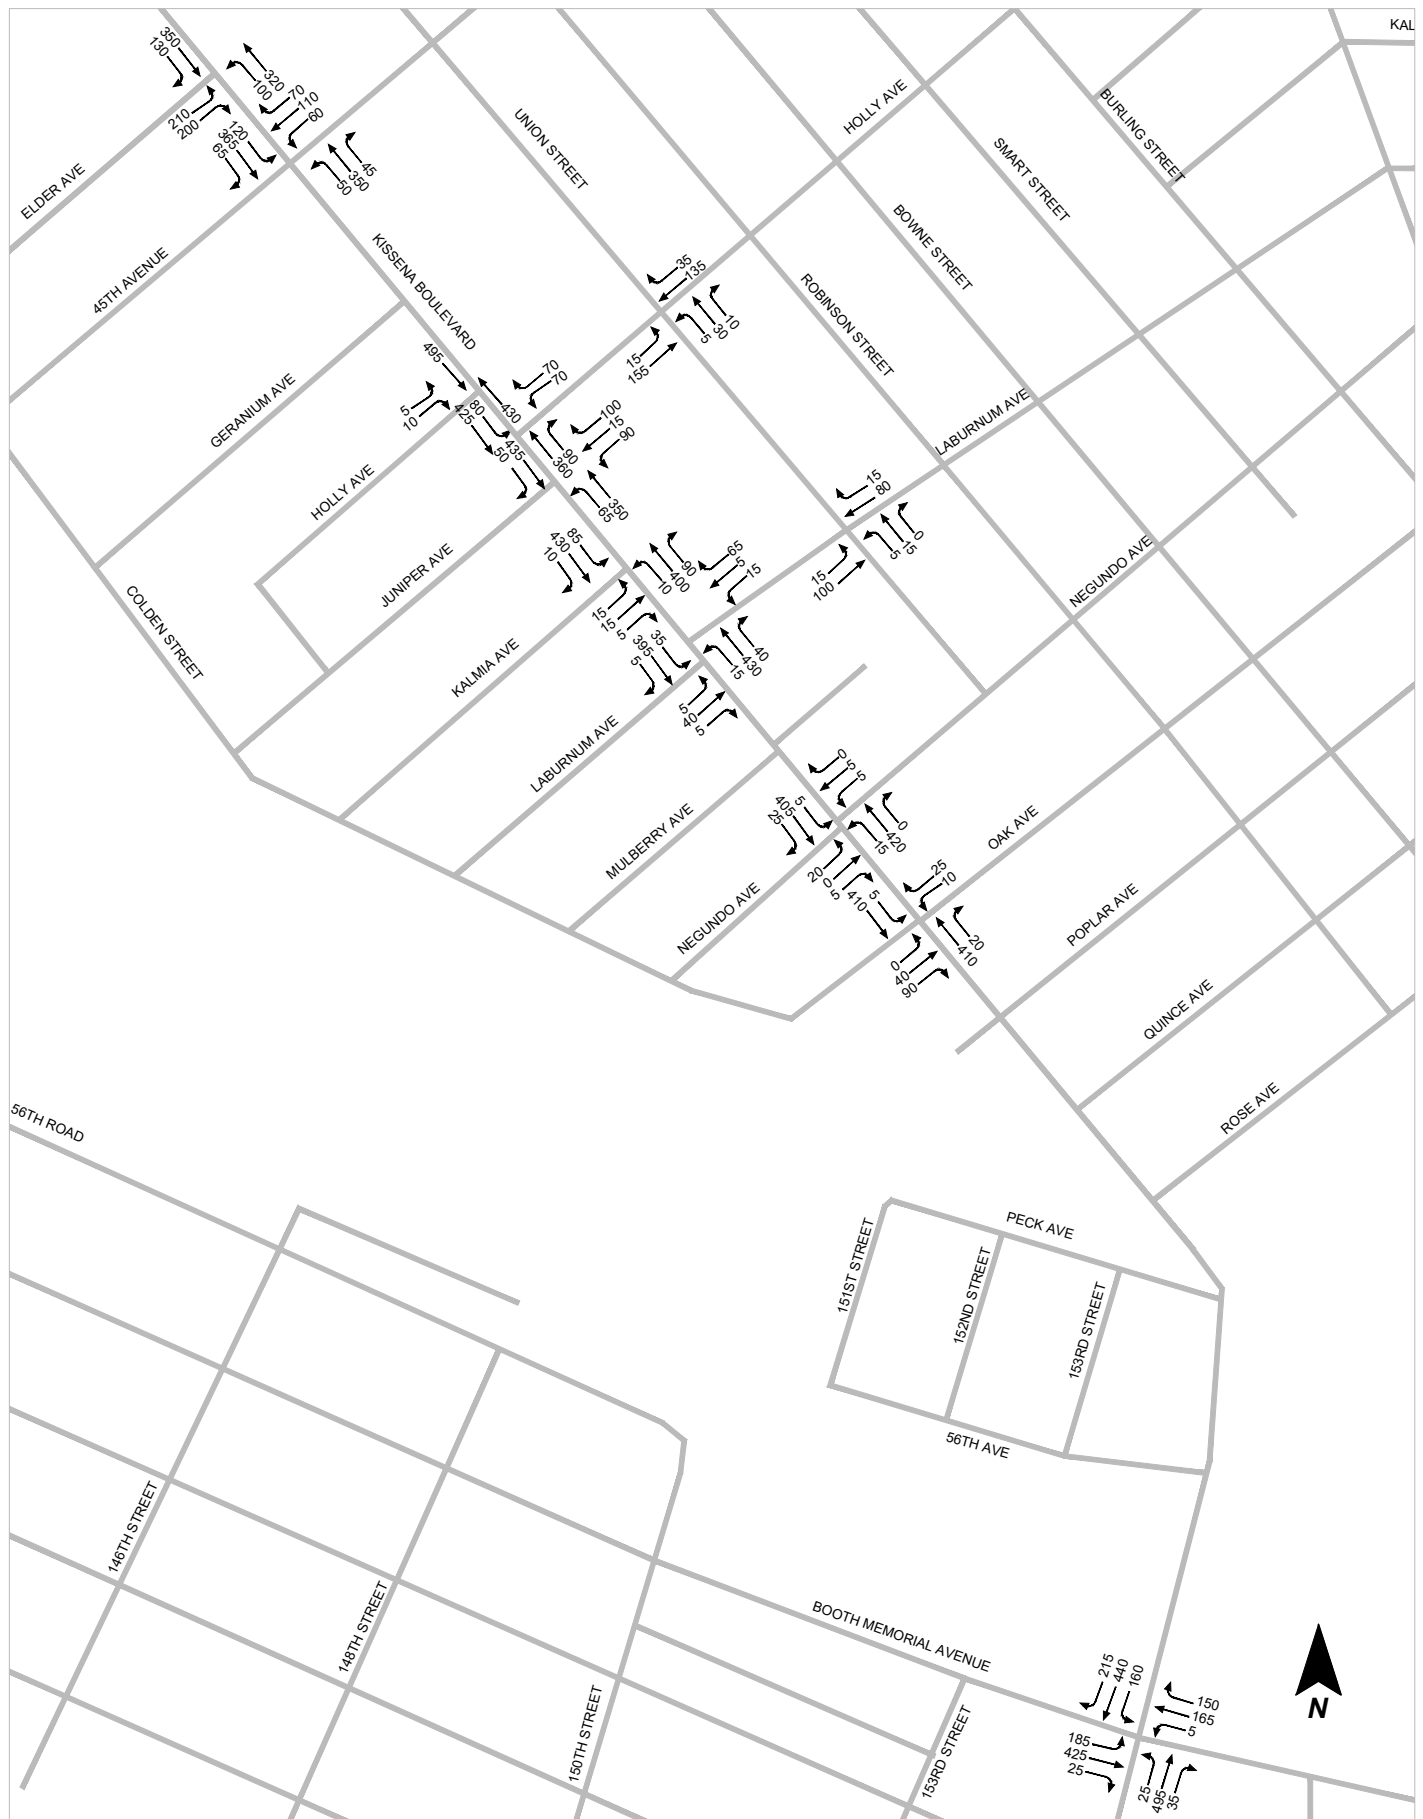 KAL
350
130
320
100
70
110
60
210
200
120
365
65
45
350
50
ELDER AVE
45TH AVENUE
KISSENA BOULEVARD
UNION STREET
HOLLY AVE
BURLING STREET
SMART STREET
BOWNE STREET
ROBINSON STREET
35
135
10
30
5
15
155
GERANIUM AVE
495
430
70
70
5
10
80
425
435
50
100
15
90
90
360
350
65
LABURNUM AVE
15
80
0
15
5
15
100
HOLLY AVE
JUNIPER AVE
COLDEN STREET
85
430
10
90
400
10
65
5
15
15
15
5
35
395
5
40
430
15
5
40
5
NEGUNDO AVE
KALMIA AVE
LABURNUM AVE
MULBERRY AVE
NEGUNDO AVE
0
5
5
5
405
25
0
420
15
20
0
5
OAK AVE
25
10
5
410
20
410
0
40
90
POPLAR AVE
QUINCE AVE
ROSE AVE
56TH ROAD
PECK AVE
151ST STREET
152ND STREET
153RD STREET
56TH AVE
146TH STREET
148TH STREET
150TH STREET
BOOTH MEMORIAL AVENUE
153RD STREET
215
440
160
150
165
5
185
425
25
25
495
35
N